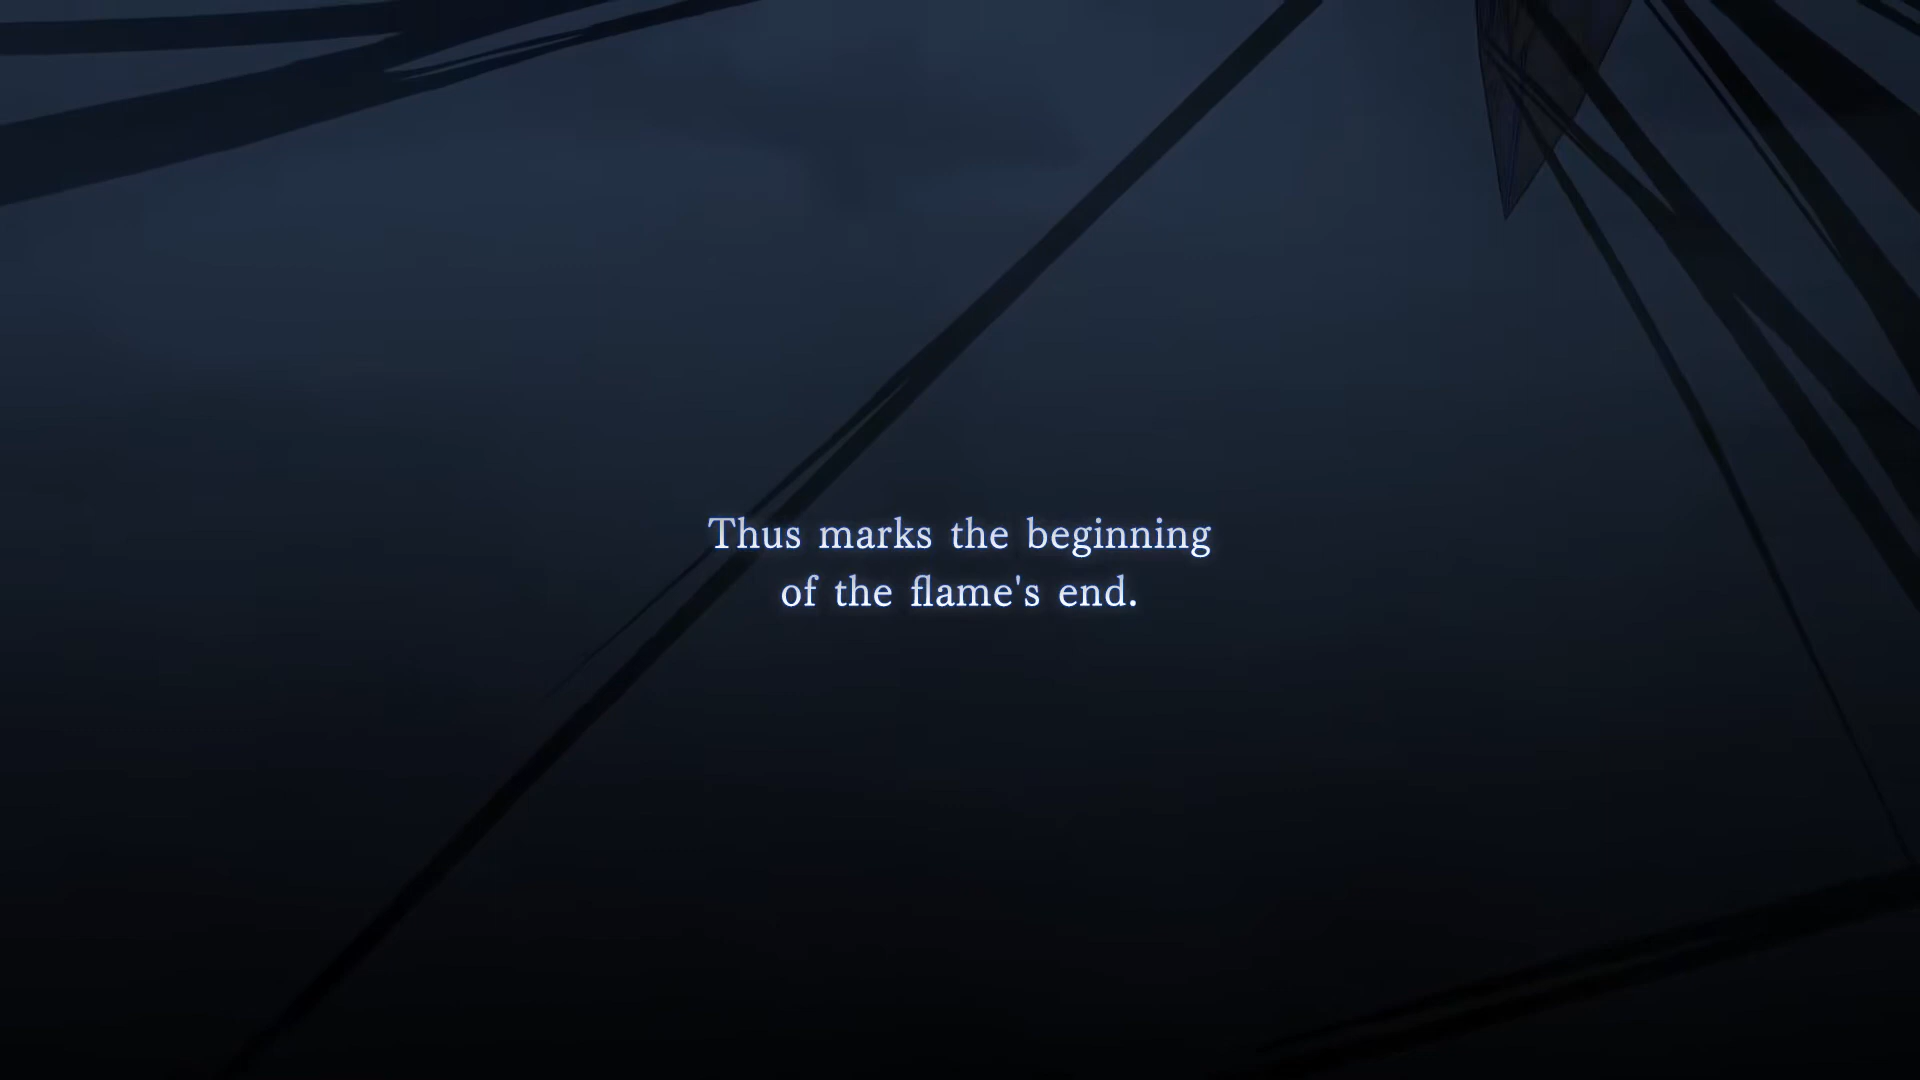 Thus marks the beginning
of the flame's end.